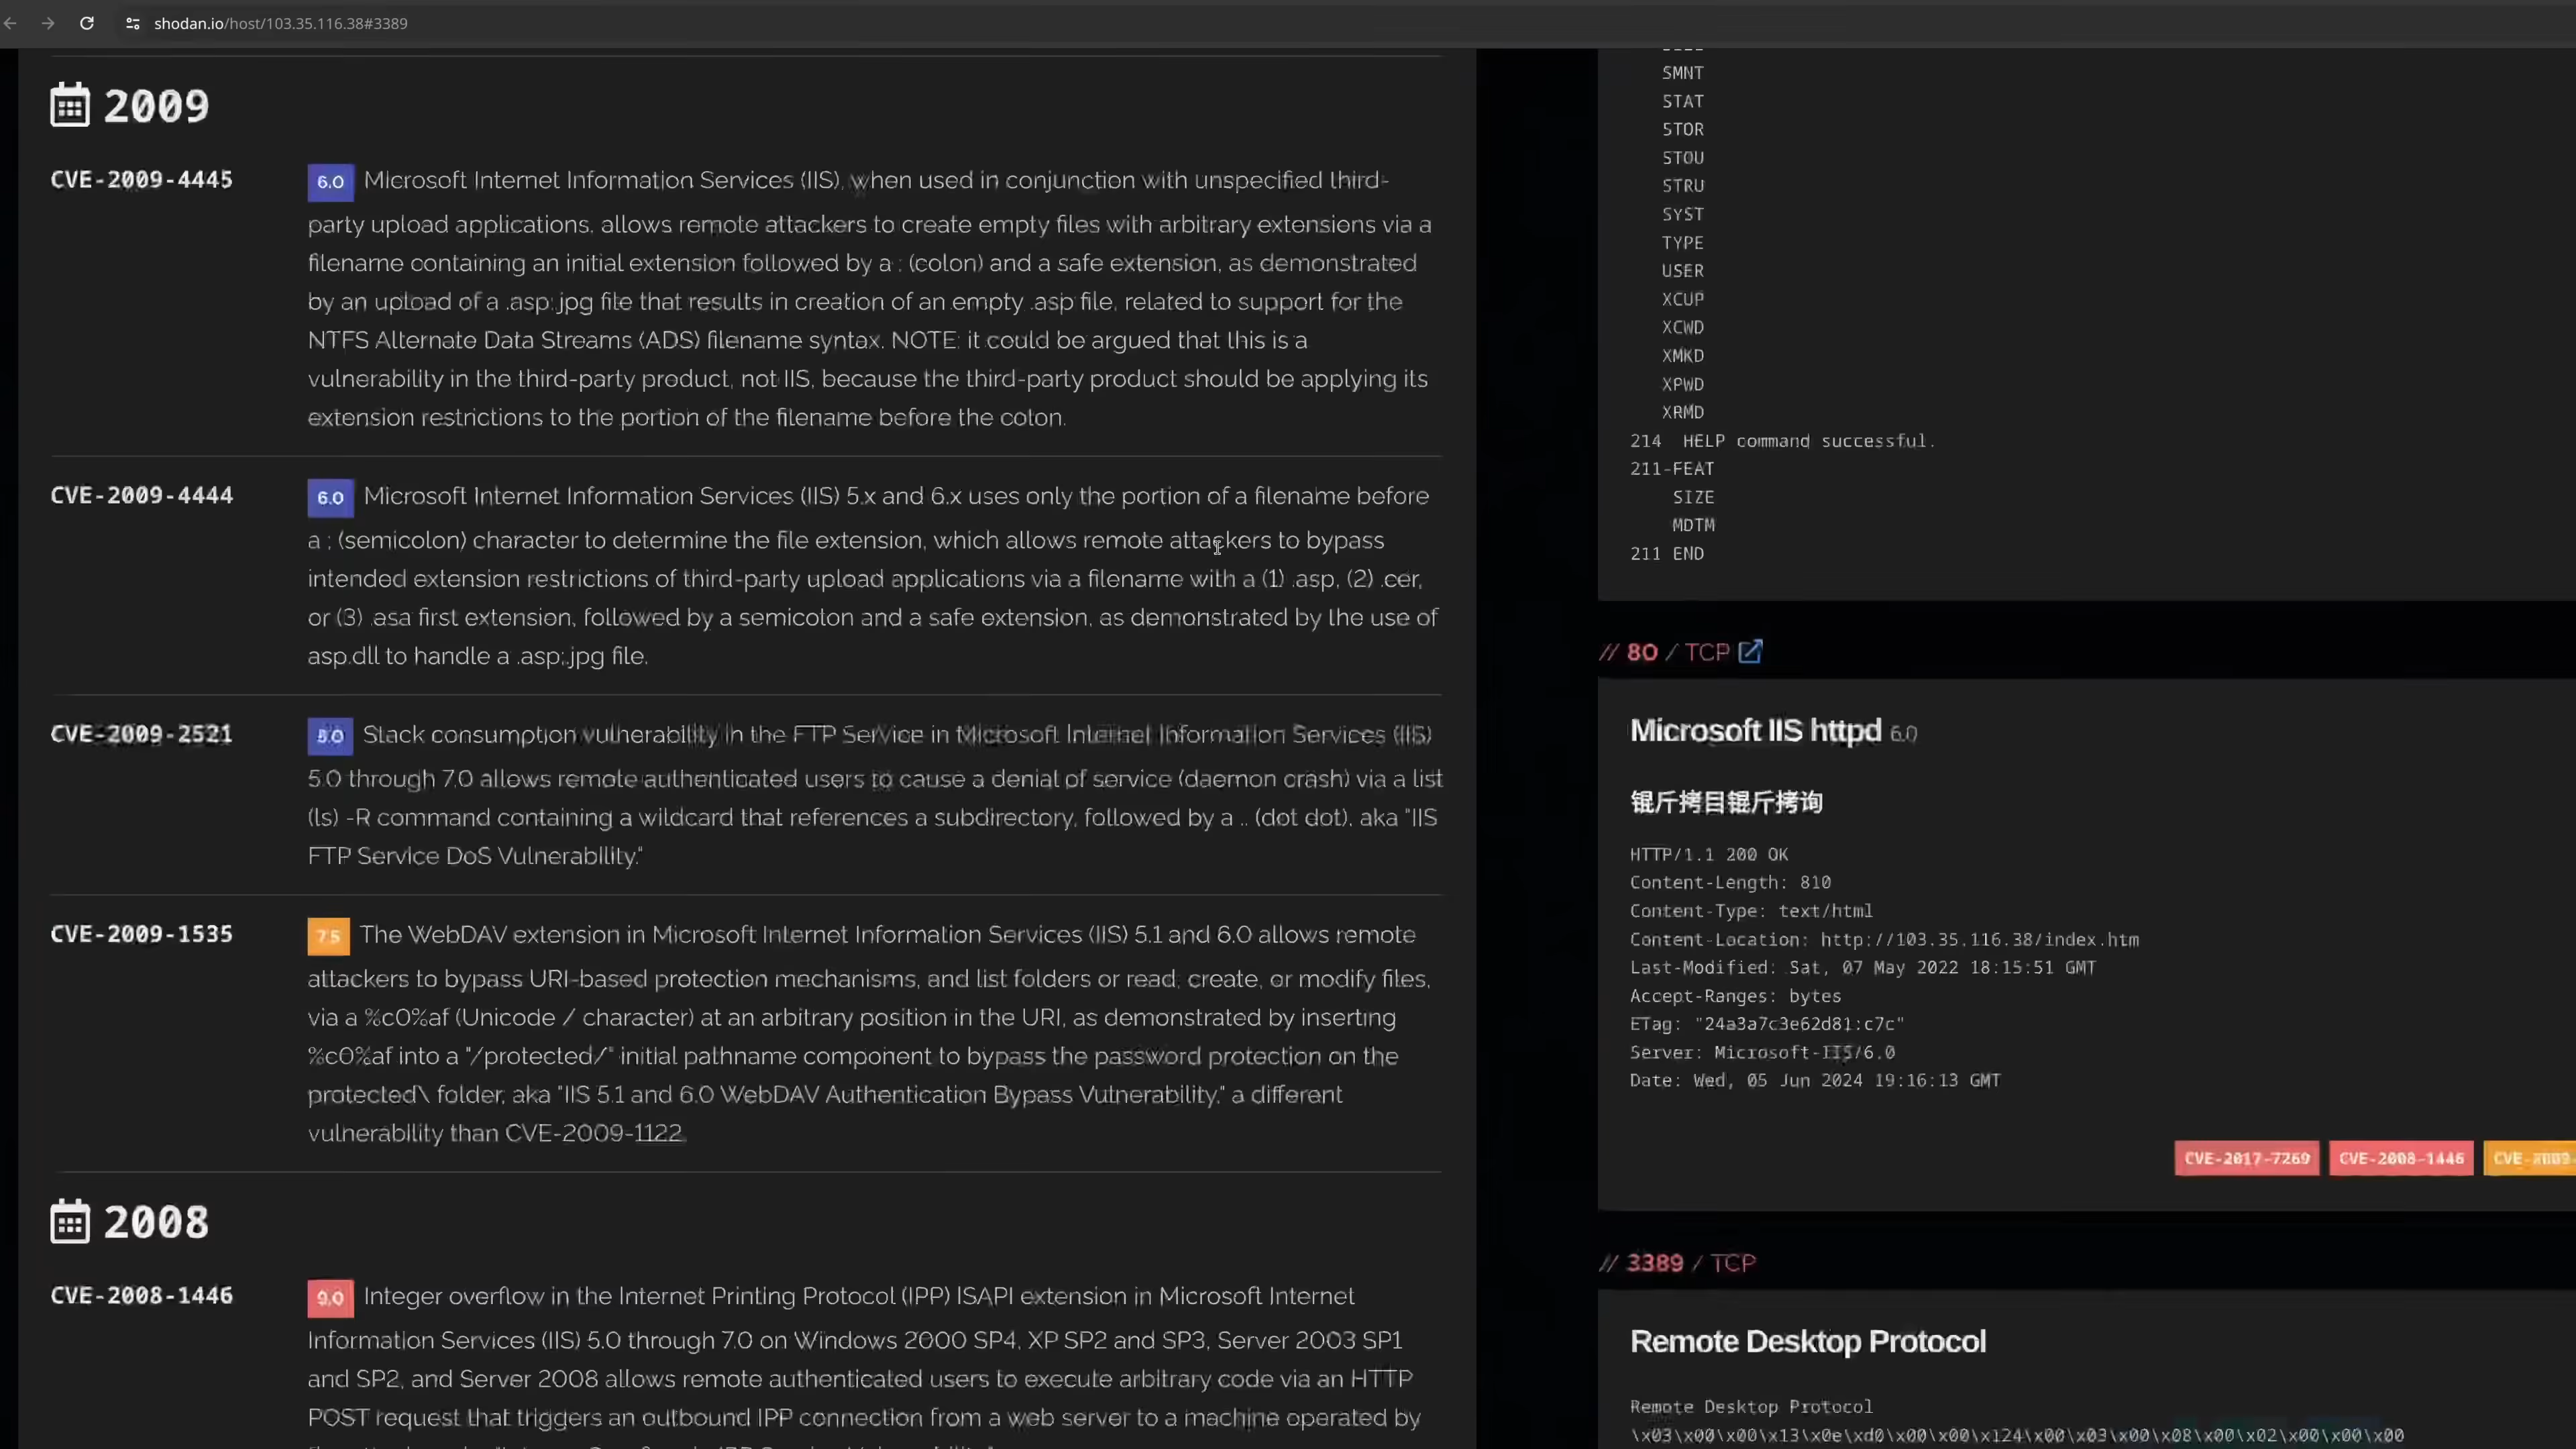 shodan.io/host/103.35.116.38#3389
2009
CVE-2009-4445
6.0 Microsoft Internet Information Services (IIS), when used in conjunction with unspecified third-
party upload applications, allows remote attackers to create empty files with arbitrary extensions via a
filename containing an initial extension followed by a : (colon) and a safe extension, as demonstrated
by an upload of a .asp:.jpg file that results in creation of an empty .asp file, related to support for the
NTFS Alternate Data Streams (ADS) filename syntax. NOTE: it could be argued that this is a
vulnerability in the third-party product, not IIS, because the third-party product should be applying its
extension restrictions to the portion of the filename before the colon.
CVE-2009-4444
6.0 Microsoft Internet Information Services (IIS) 5.x and 6.x uses only the portion of a filename before
a ; (semicolon) character to determine the file extension, which allows remote attackers to bypass
intended extension restrictions of third-party upload applications via a filename with a (1) .asp, (2) .cer,
or (3) .asa first extension, followed by a semicolon and a safe extension, as demonstrated by the use of
asp.dll to handle a .asp;.jpg file.
CVE-2009-2521
Stack consumption vulnerability in the FTP Service in Microsoft Internet Information Services (IIS)
5.0 through 7.0 allows remote authenticated users to cause a denial of service (daemon crash) via a list
(ls) -R command containing a wildcard that references a subdirectory, followed by a .. (dot dot), aka "IIS
FTP Service DoS Vulnerability."
CVE-2009-1535
7.5 The WebDAV extension in Microsoft Internet Information Services (IIS) 5.1 and 6.0 allows remote
attackers to bypass URI-based protection mechanisms, and list folders or read, create, or modify files,
via a %c0%af (Unicode / character) at an arbitrary position in the URI, as demonstrated by inserting
%c0%af into a "/protected/" initial pathname component to bypass the password protection on the
protected\ folder, aka "IIS 5.1 and 6.0 WebDAV Authentication Bypass Vulnerability," a different
vulnerability than CVE-2009-1122.
2008
CVE-2008-1446
9.0 Integer overflow in the Internet Printing Protocol (IPP) ISAPI extension in Microsoft Internet
Information Services (IIS) 5.0 through 7.0 on Windows 2000 SP4, XP SP2 and SP3, Server 2003 SP1
and SP2, and Server 2008 allows remote authenticated users to execute arbitrary code via an HTTP
POST request that triggers an outbound IPP connection from a web server to a machine operated by
SMNT
STAT
STOR
STOU
STRU
SYST
TYPE
USER
XCUP
XCWD
XMKD
XPWD
XRMD
214  HELP command successful.
211-FEAT
SIZE
MDTM
211 END
// 80 / TCP
Microsoft IIS httpd 6.0
锟斤拷目锟斤拷询
HTTP/1.1 200 OK
Content-Length: 810
Content-Type: text/html
Content-Location: http://103.35.116.38/index.htm
Last-Modified: Sat, 07 May 2022 18:15:51 GMT
Accept-Ranges: bytes
ETag: "24a3a7c3e62d81:c7c"
Server: Microsoft-IIS/6.0
Date: Wed, 05 Jun 2024 19:16:13 GMT
CVE-2017-7269 CVE-2008-1446
// 3389 / TCP
Remote Desktop Protocol
Remote Desktop Protocol
\x03\x00\x00\x13\x0e\xd0\x00\x00\x124\x00\x03\x00\x08\x00\x02\x00\x00\x00